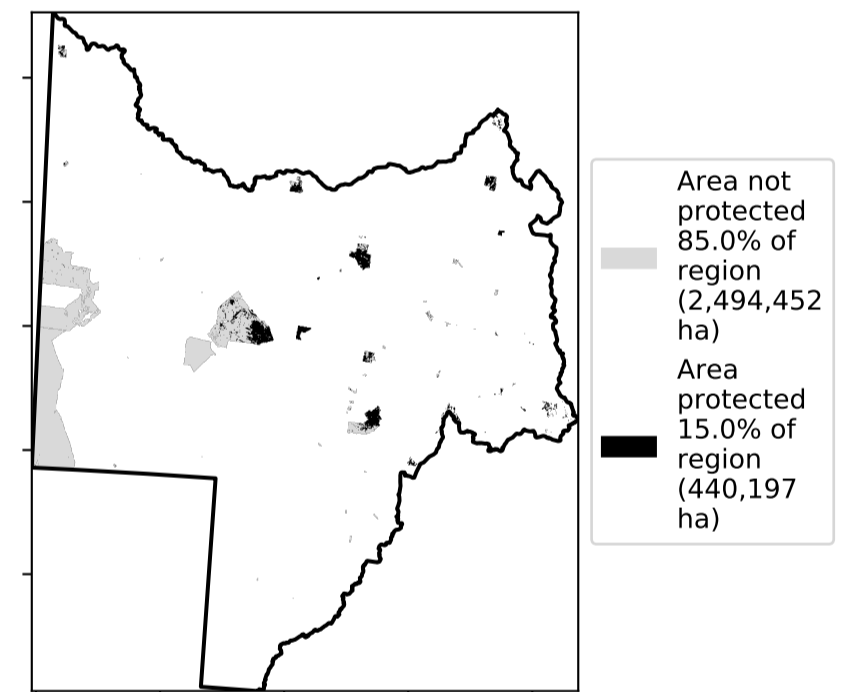 Area not
protected
85.0% of
region
(2,494,452
ha)
Area
protected
15.0% of
region
(440,197
ha)